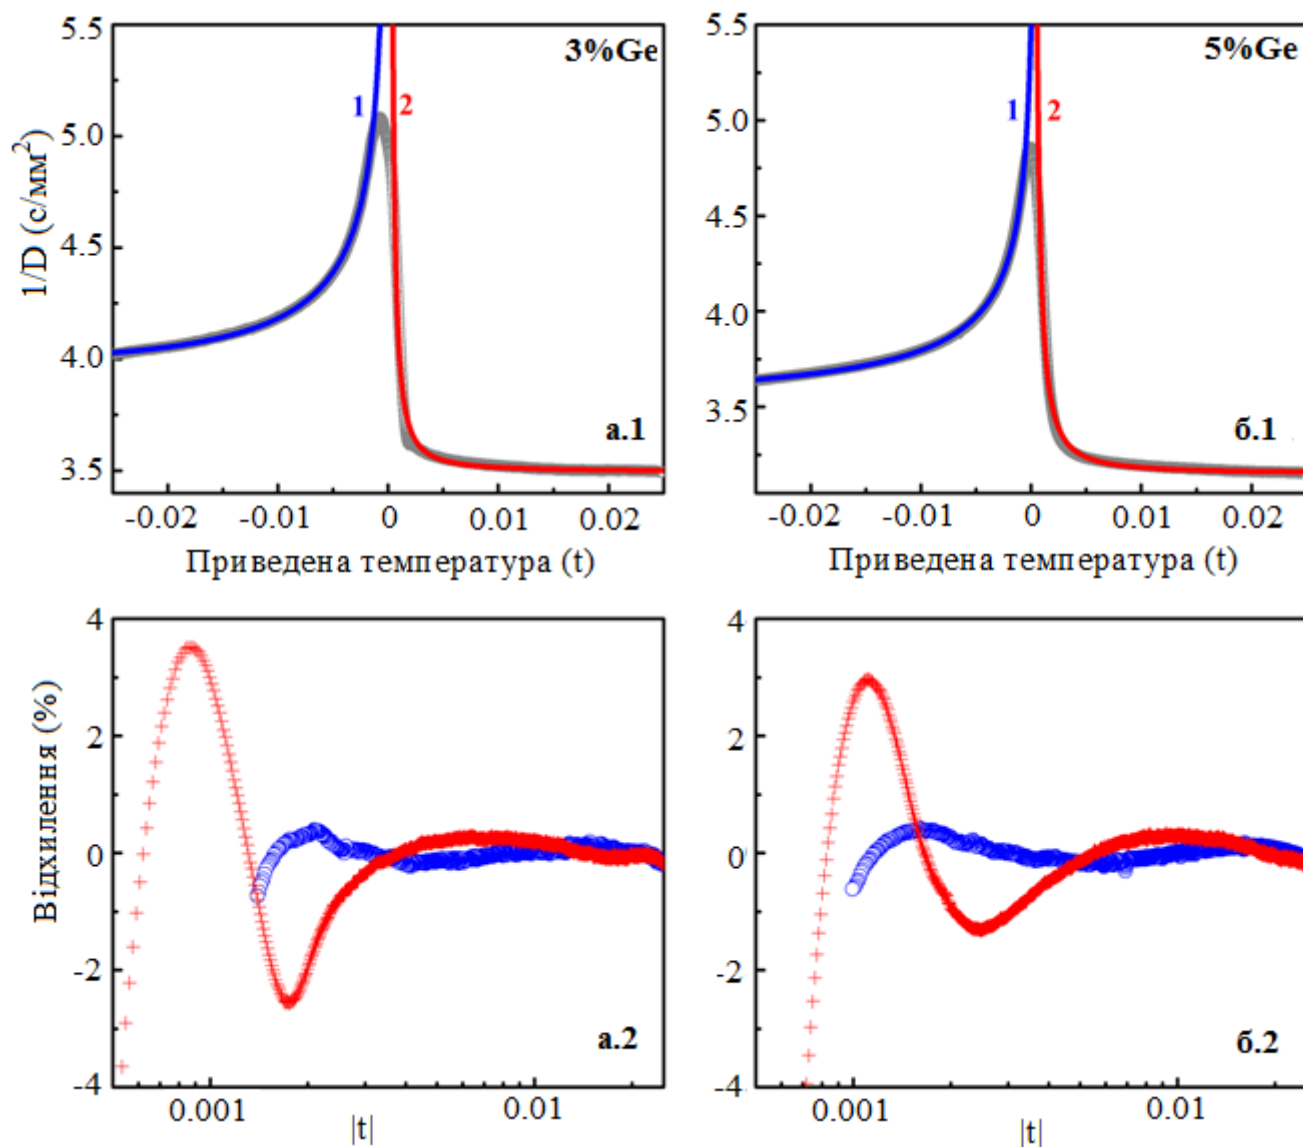 5.5
5.0
4.5
4.0
3.5
1/D (с/мм²)
3%Ge
1 2
а.1
-0.02 -0.01 0 0.01 0.02
Приведена температура (t)
5.5
5.0
4.5
4.0
3.5
5%Ge
1 2
б.1
-0.02 -0.01 0 0.01 0.02
Приведена температура (t)
4
2
0
-2
-4
Відхилення (%)
а.2
0.001 0.01
|t|
4
2
0
-2
-4
б.2
0.001 0.01
|t|